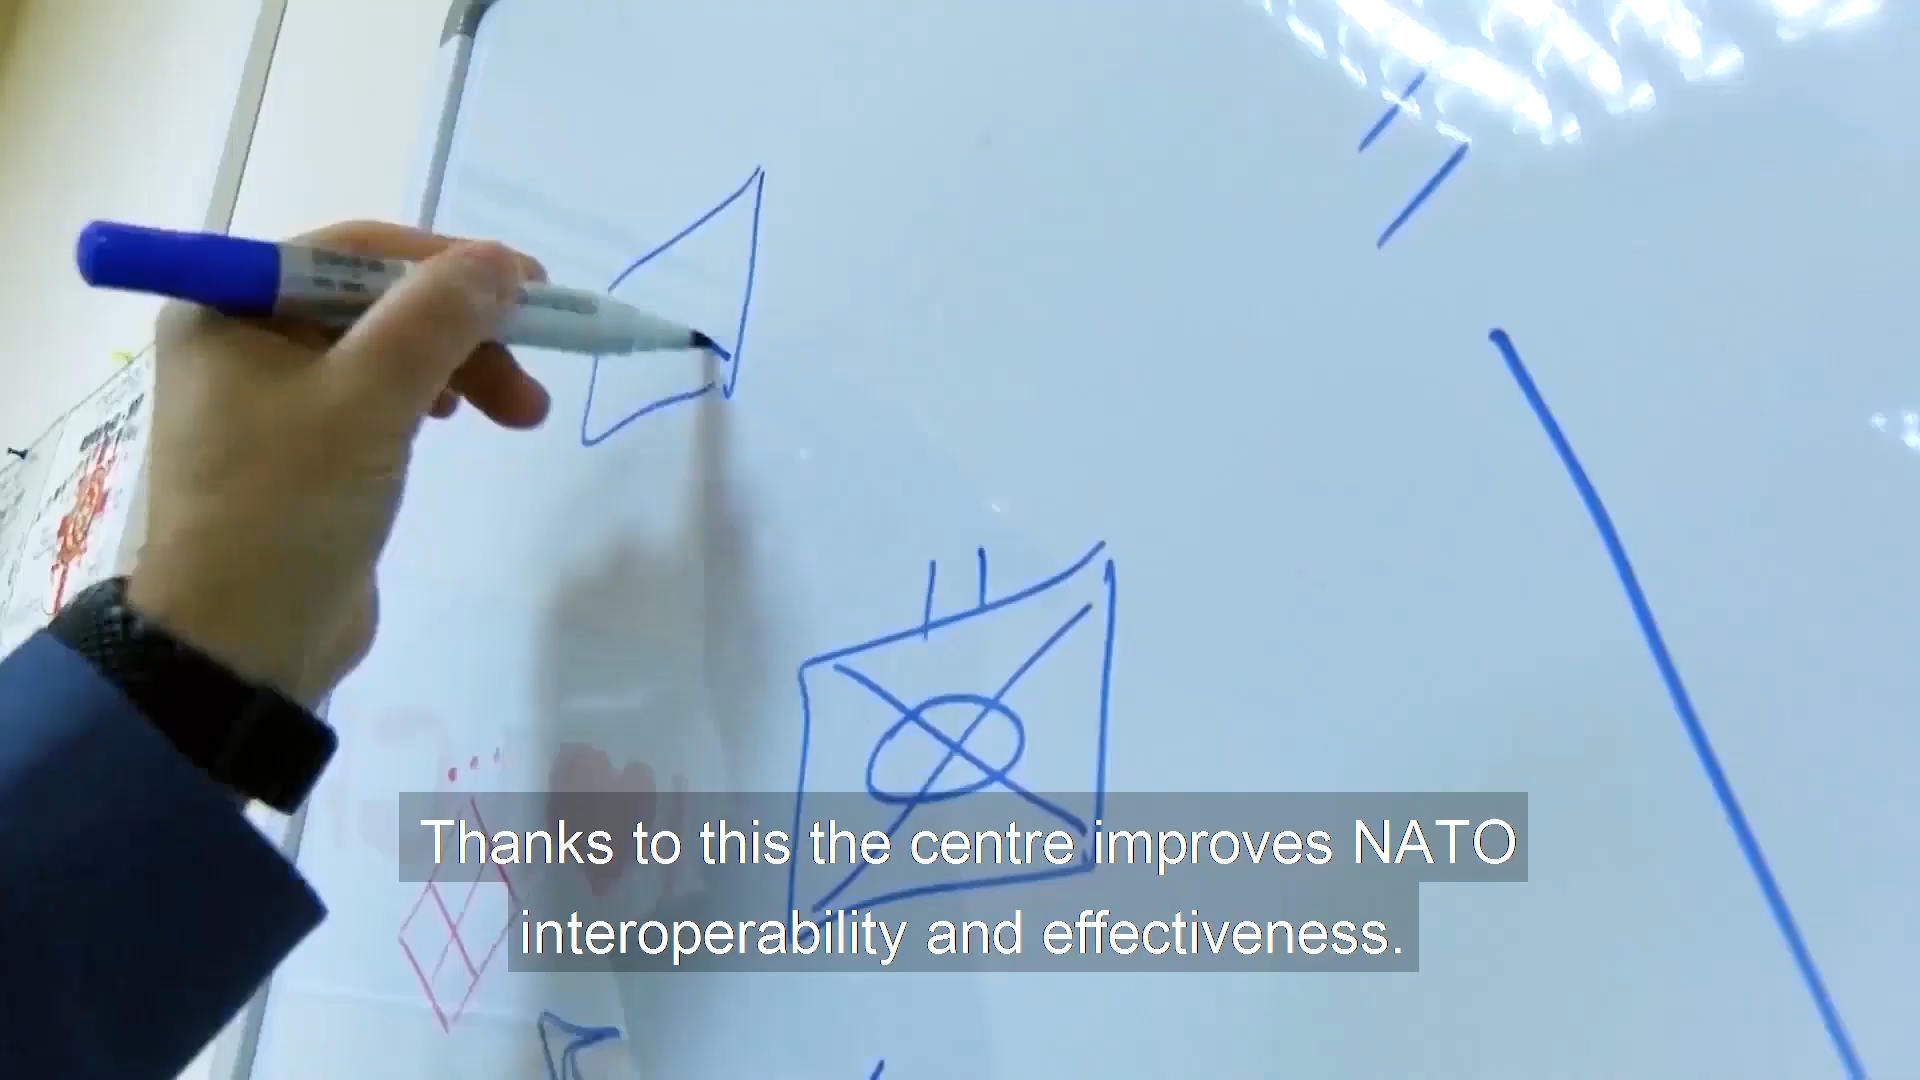 Thanks to this the centre improves NATO
interoperability and effectiveness.